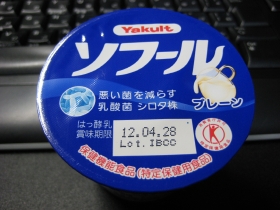 Yakult
ソフール
プレーン
悪い菌を減らす
乳酸菌 シロタ株
はっ酵乳
賞味期限
12.04.28
Lot.IBCC
保健機能食品(特定保健用食品)